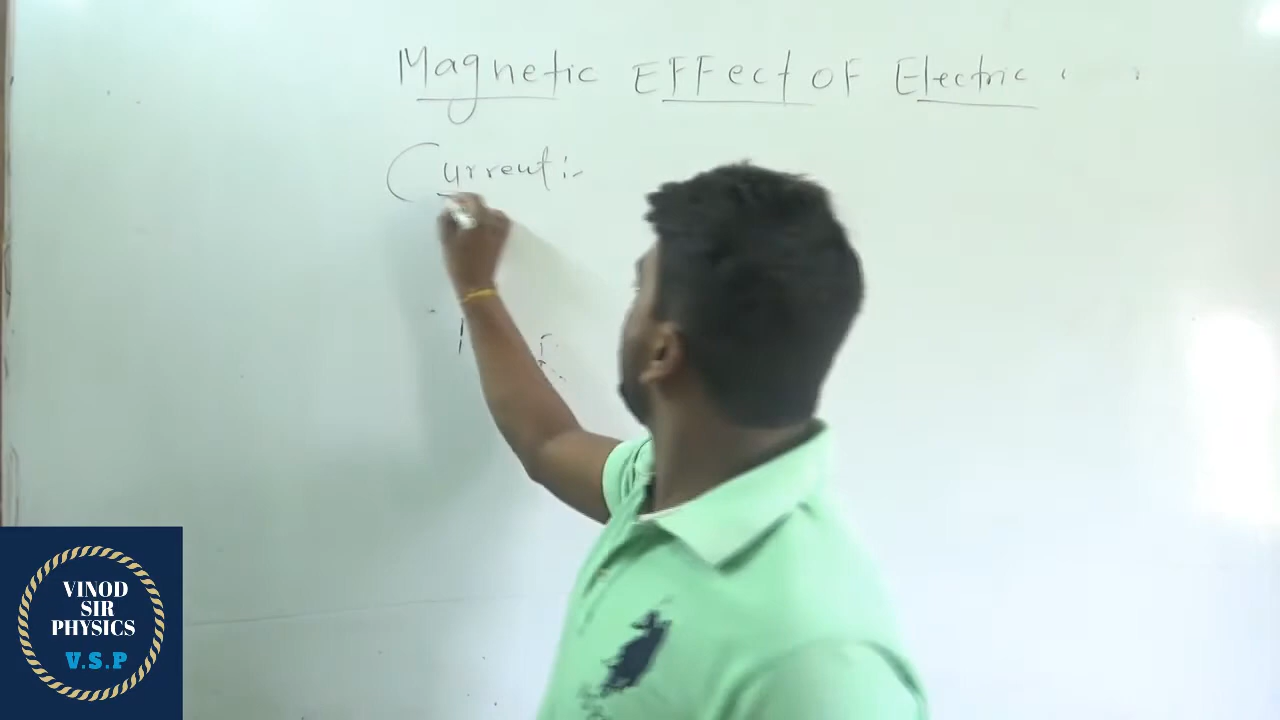 Magnetic EFFect OF Electric
Current :-
VINOD
SIR
PHYSICS
V.S.P